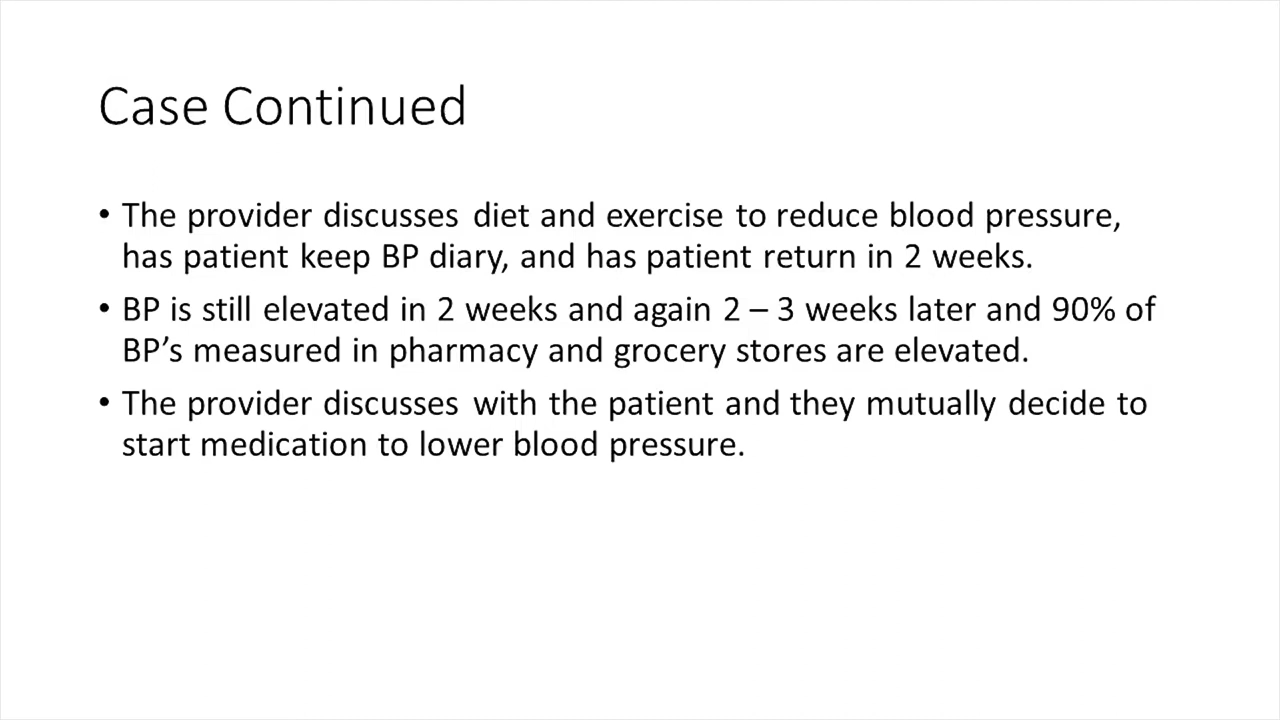 Case Continued
• The provider discusses diet and exercise to reduce blood pressure,
has patient keep BP diary, and has patient return in 2 weeks.
• BP is still elevated in 2 weeks and again 2 – 3 weeks later and 90% of
BP’s measured in pharmacy and grocery stores are elevated.
• The provider discusses with the patient and they mutually decide to
start medication to lower blood pressure.